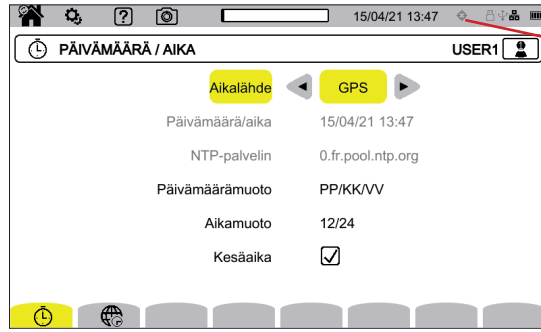 15/04/21 13:47
PÄIVÄMÄÄRÄ / AIKA
USER1
Aikalähde GPS
Päivämäärä/aika 15/04/21 13:47
NTP-palvelin 0.fr.pool.ntp.org
Päivämäärämuoto PP/KK/VV
Aikamuoto 12/24
Kesäaika